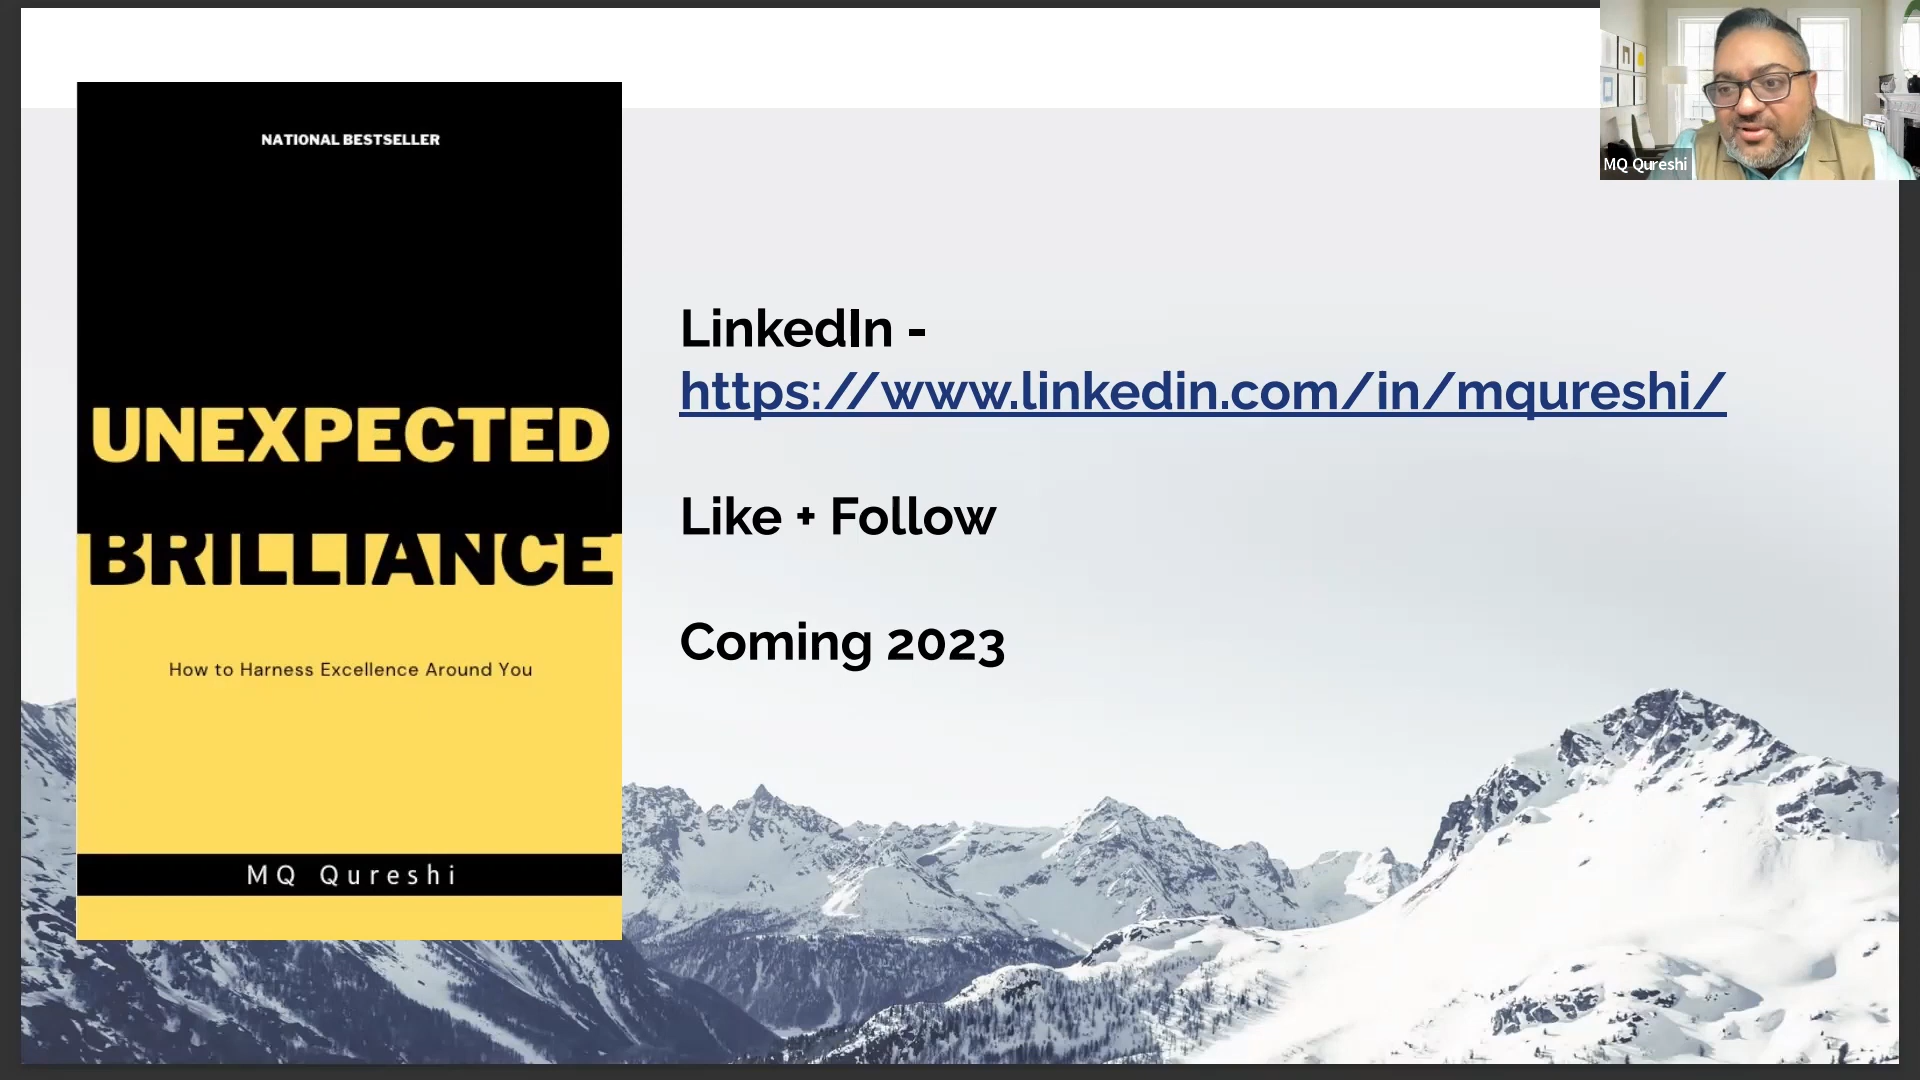 NATIONAL BESTSELLER
UNEXPECTED
BRILLIANCE
How to Harness Excellence Around You
MQ Qureshi
LinkedIn -
https://www.linkedin.com/in/mqureshi/
Like + Follow
Coming 2023
MQ Qureshi